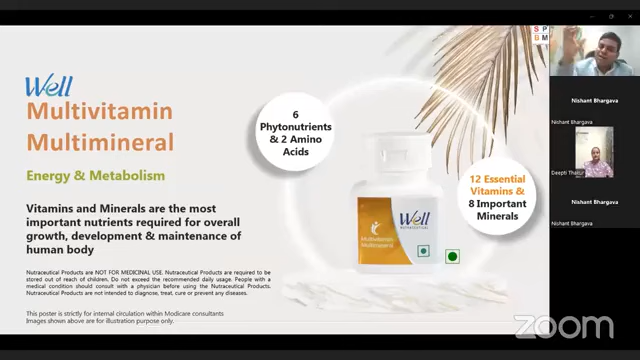 Well
Multivitamin
Multimineral
Energy & Metabolism
Vitamins and Minerals are the most
important nutrients required for overall
growth, development & maintenance of
human body
Nutraceutical Products are NOT FOR MEDICINAL USE. Nutraceutical Products are required to be
stored out of reach of children. Do not exceed the recommended daily usage. People with a
medical condition should consult with a physician before using the Nutraceutical Products.
Nutraceutical Products are not intended to diagnose, treat, cure or prevent any diseases.
This poster is strictly for internal circulation within Modicare consultants
Images shown above are for illustration purpose only.
6
Phytonutrients
& 2 Amino
Acids
12 Essential
Vitamins &
8 Important
Minerals
Well
Multivitamin
Multimineral
S P
B M
Nishant Bhargava
Nishant Bhargava
Deepti Thakur
Nishant Bhargava
Nishant Bhargava
zoom